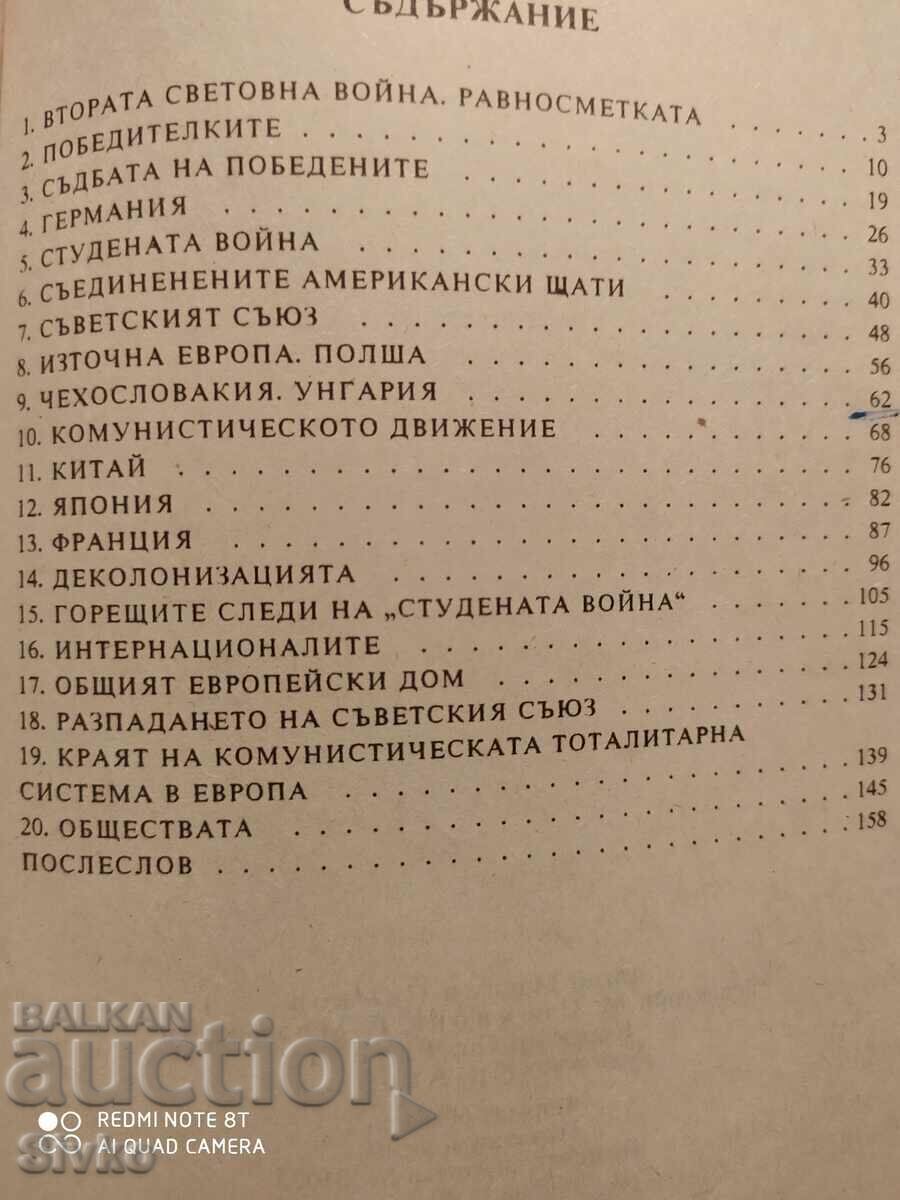 СЪДЪРЖАНИЕ
1. ВТОРАТА СВЕТОВНА ВОЙНА. РАВНОСМЕТКАТA . . . . . 3
2. ПОБЕДИТЕЛКИТЕ . . . . . 10
3. СЪДБАТА НА ПОБЕДЕНИТЕ . . . . . 19
4. ГЕРМАНИЯ . . . . . 26
5. СТУДЕНАТА ВОЙНА . . . . . 33
6. СЪЕДИНЕНЕНИТЕ АМЕРИКАНСКИ ЩАТИ . . . . . 40
7. СЪВЕТСКИЯТ СЪЮЗ . . . . . 48
8. ИЗТОЧНА ЕВРОПА. ПОЛША . . . . . 56
9. ЧЕХОСЛОВАКИЯ. УНГАРИЯ . . . . . 62
10. КОМУНИСТИЧЕСКОТО ДВИЖЕНИЕ . . . . . 68
11. КИТАЙ . . . . . 76
12. ЯПОНИЯ . . . . . 82
13. ФРАНЦИЯ . . . . . 87
14. ДЕКОЛОНИЗАЦИЯТА . . . . . 96
15. ГОРЕЩИТЕ СЛЕДИ НА „СТУДЕНАТА ВОЙНА“ . . . . . 105
16. ИНТЕРНАЦИОНАЛИТЕ . . . . . 115
17. ОБЩИЯТ ЕВРОПЕЙСКИ ДОМ . . . . . 124
18. РАЗПАДАНЕТО НА СЪВЕТСКИЯ СЪЮЗ . . . . . 131
19. КРАЯТ НА КОМУНИСТИЧЕСКАТА ТОТАЛИТАРНА
СИСТЕМА В ЕВРОПА . . . . . 139
20. ОБЩЕСТВАТА . . . . . 145
ПОСЛЕСЛОВ . . . . . 158
BALKAN
auction
REDMI NOTE 8T
AI QUAD CAMERA
Sivko